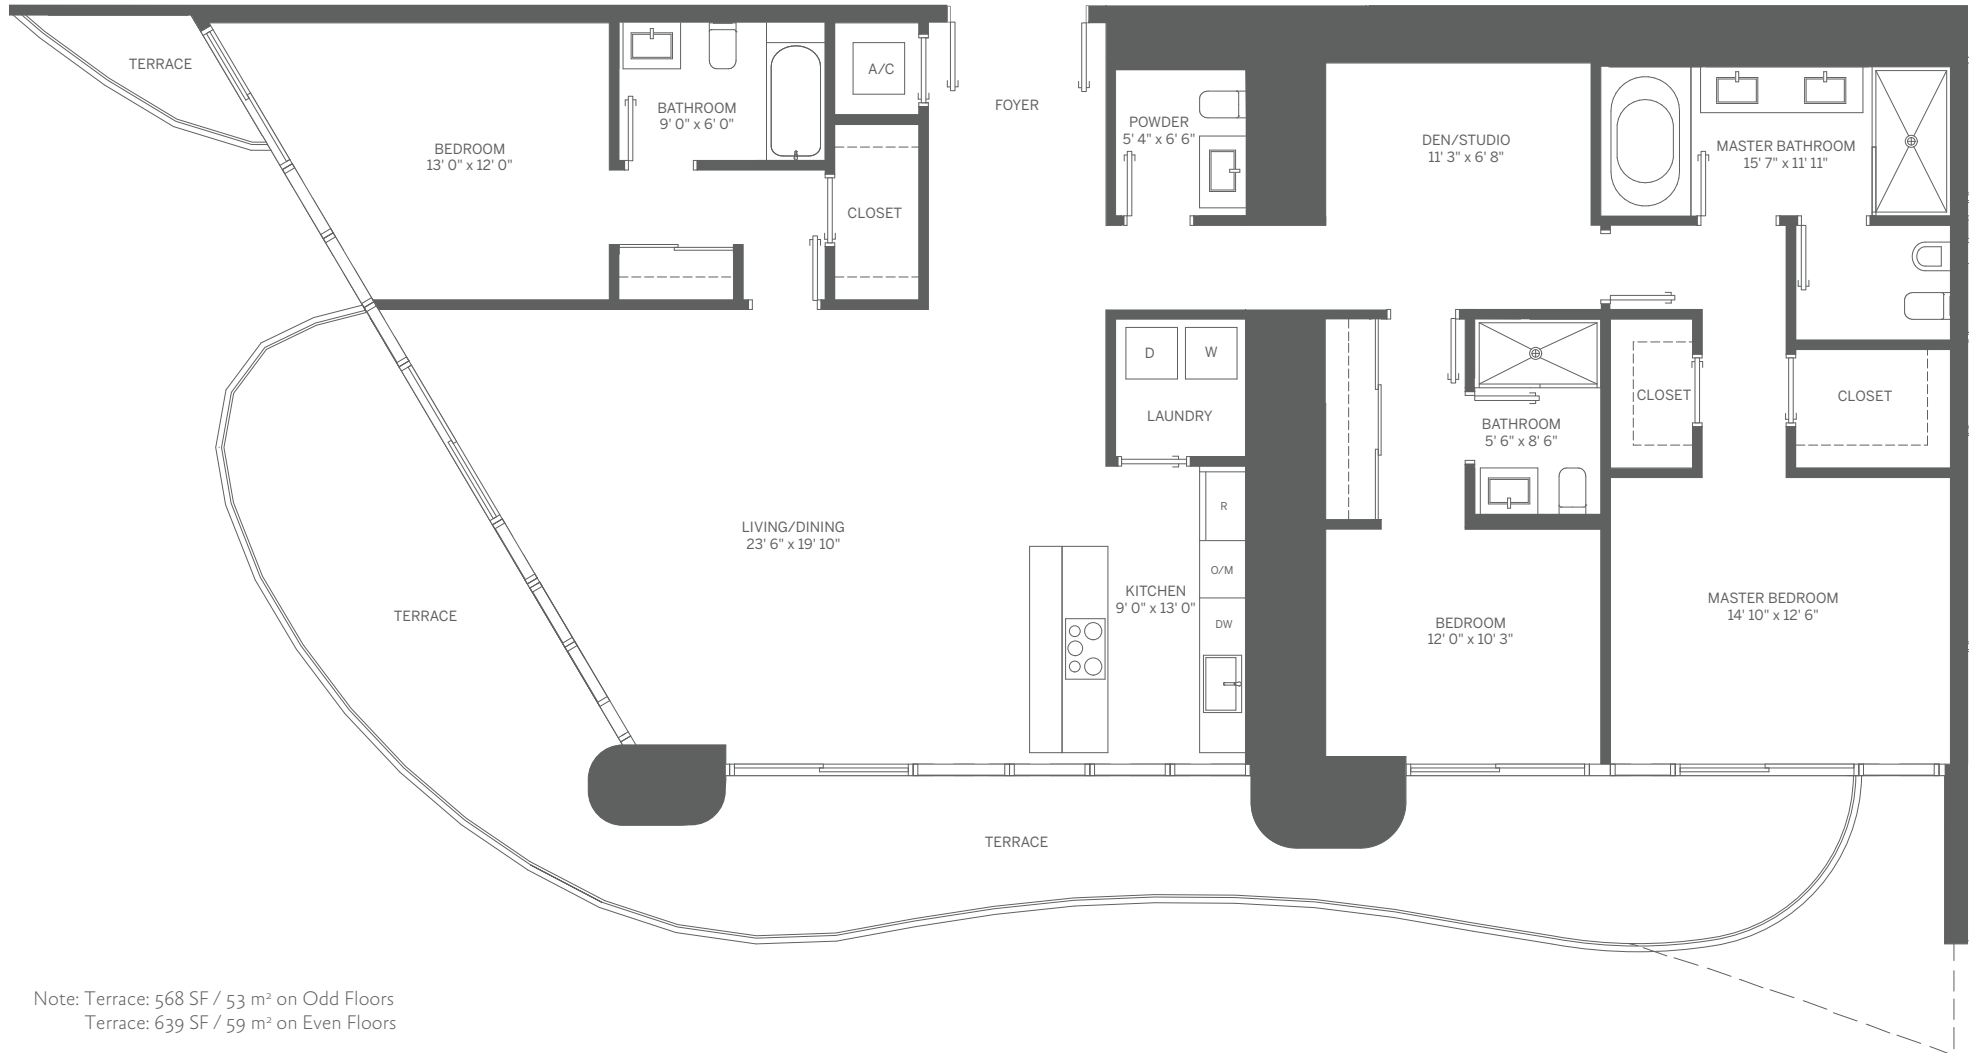 TERRACE
BEDROOM
13' 0" x 12' 0"
BATHROOM
9' 0" x 6' 0"
A/C
CLOSET
FOYER
POWDER
5' 4" x 6' 6"
DEN/STUDIO
11' 3" x 6' 8"
MASTER BATHROOM
15' 7" x 11' 11"
D
W
LAUNDRY
BATHROOM
5' 6" x 8' 6"
CLOSET
CLOSET
LIVING/DINING
23' 6" x 19' 10"
R
O/M
KITCHEN
9' 0" x 13' 0"
DW
TERRACE
BEDROOM
12' 0" x 10' 3"
MASTER BEDROOM
14' 10" x 12' 6"
TERRACE
Note: Terrace: 568 SF / 53 m² on Odd Floors
Terrace: 639 SF / 59 m² on Even Floors